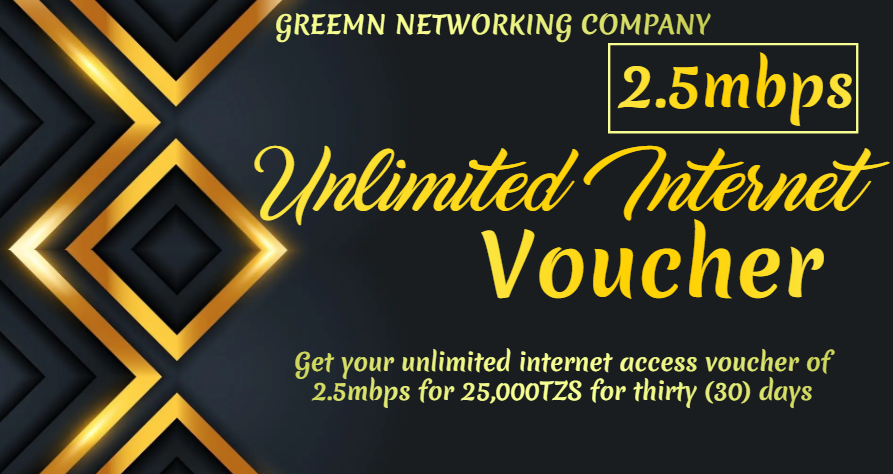 GREEMN NETWORKING COMPANY
2.5mbps
Unlimited Internet
Voucher
Get your unlimited internet access voucher of
2.5mbps for 25,000TZS for thirty (30) days